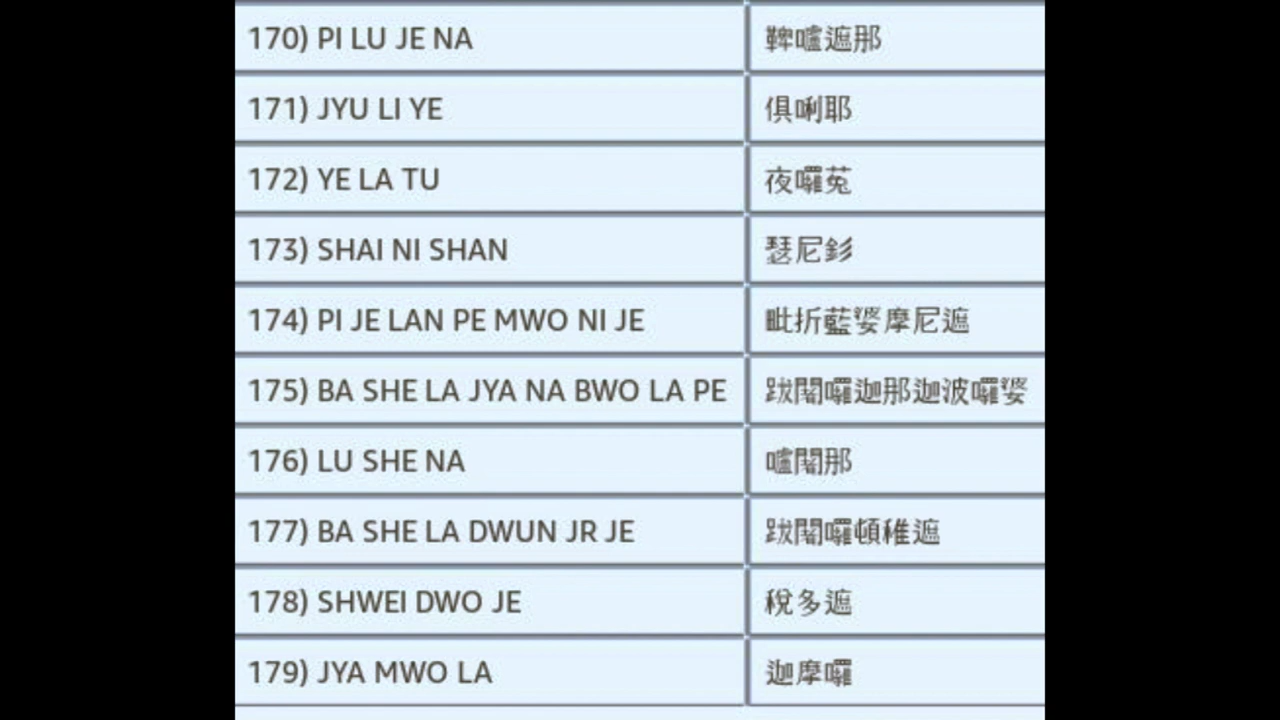 170) PI LU JE NA 鞞嚧遮那
171) JYU LI YE 俱唎耶
172) YE LA TU 夜囉菟
173) SHAI NI SHAN 瑟尼釤
174) PI JE LAN PE MWO NI JE 毗折藍婆摩尼遮
175) BA SHE LA JYA NA BWO LA PE 跋闍囉迦那迦波囉婆
176) LU SHE NA 嚧闍那
177) BA SHE LA DWUN JR JE 跋闍囉頓稚遮
178) SHWEI DWO JE 稅多遮
179) JYA MWO LA 迦摩囉